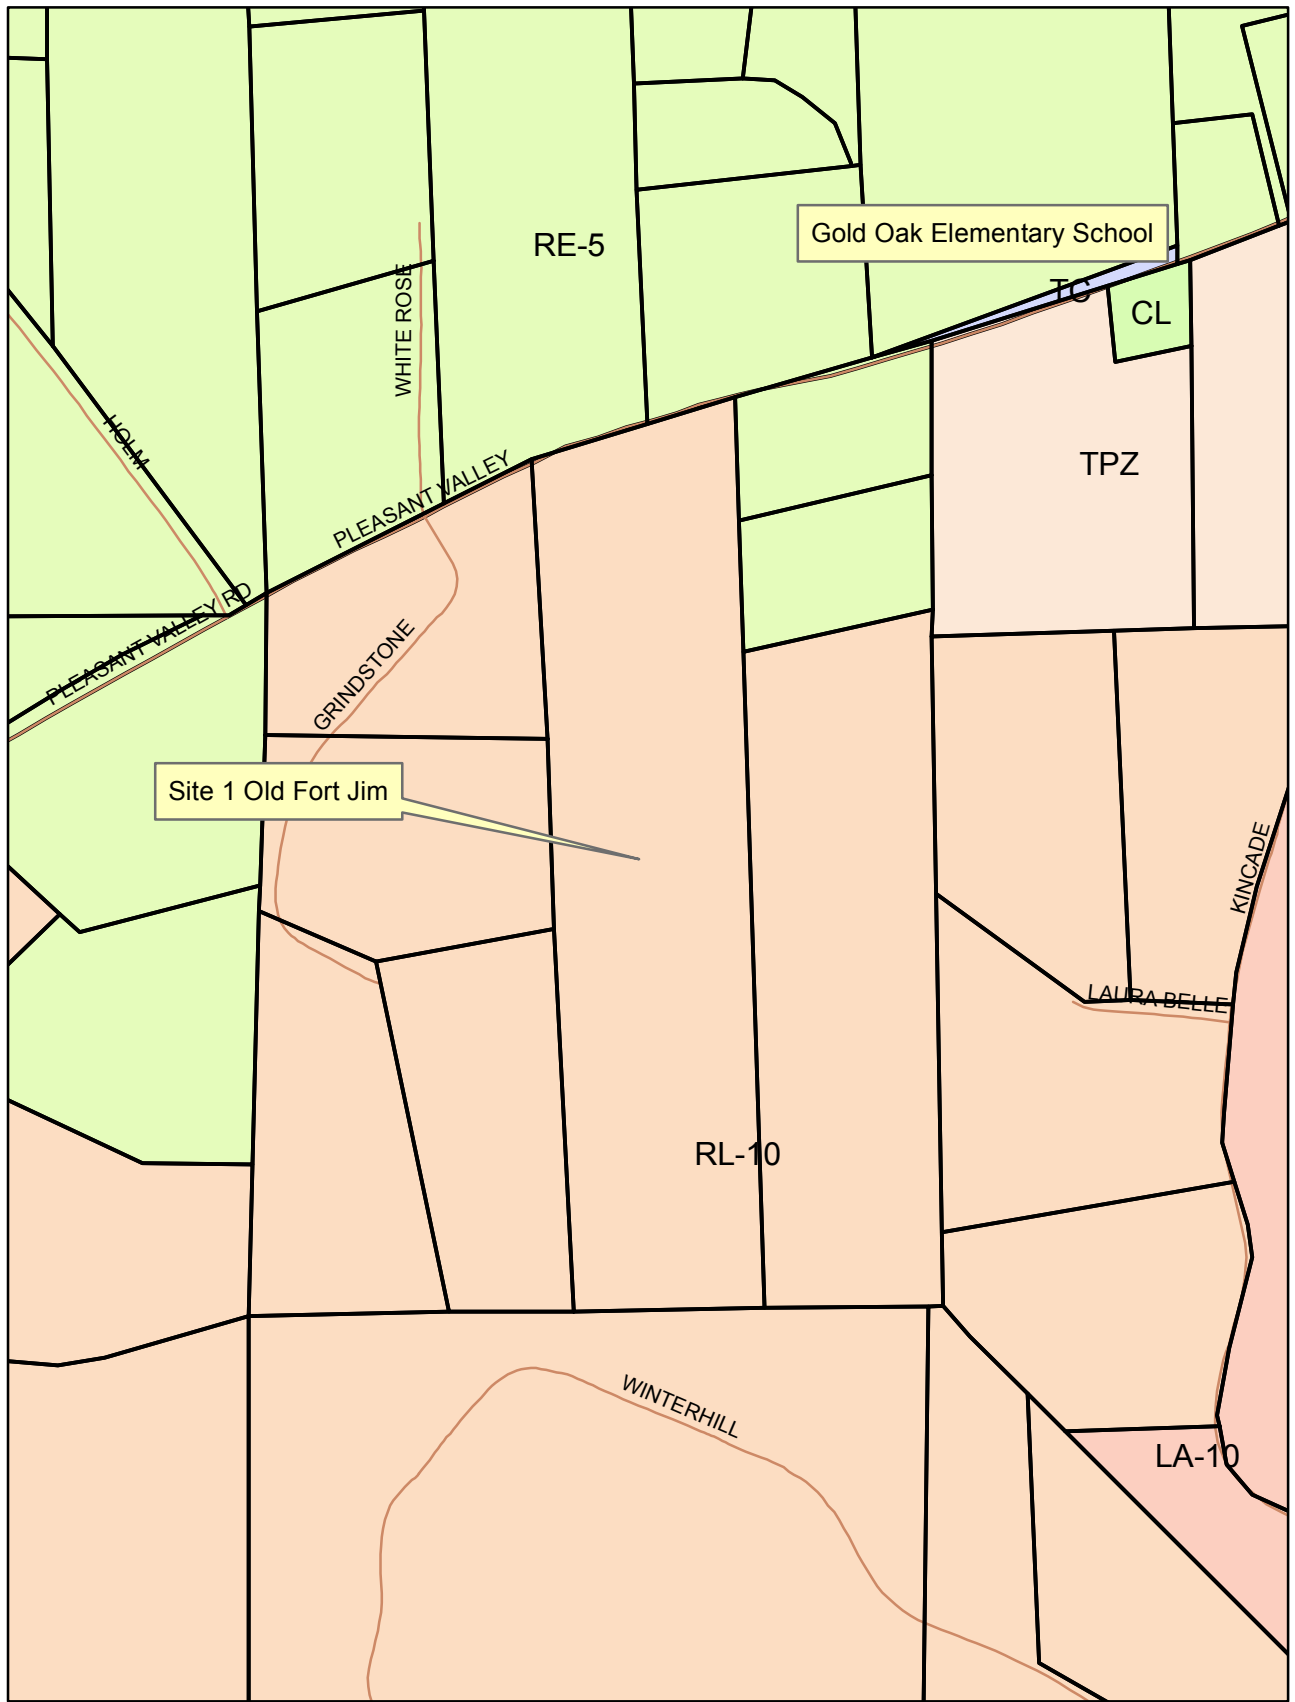 RE-5
Gold Oak Elementary School
TC
CL
WHITE ROSE
HOLM
TPZ
PLEASANT VALLEY
PLEASANT VALLEY RD
GRINDSTONE
Site 1 Old Fort Jim
KINCADE
LAURA BELLE
RL-10
WINTERHILL
LA-10